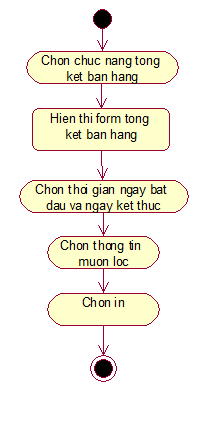 Chon chuc nang tong
ket ban hang
Hien thi form tong
ket ban hang
Chon thoi gian ngay bat
dau va ngay ket thuc
Chon thong tin
muon loc
Chon in